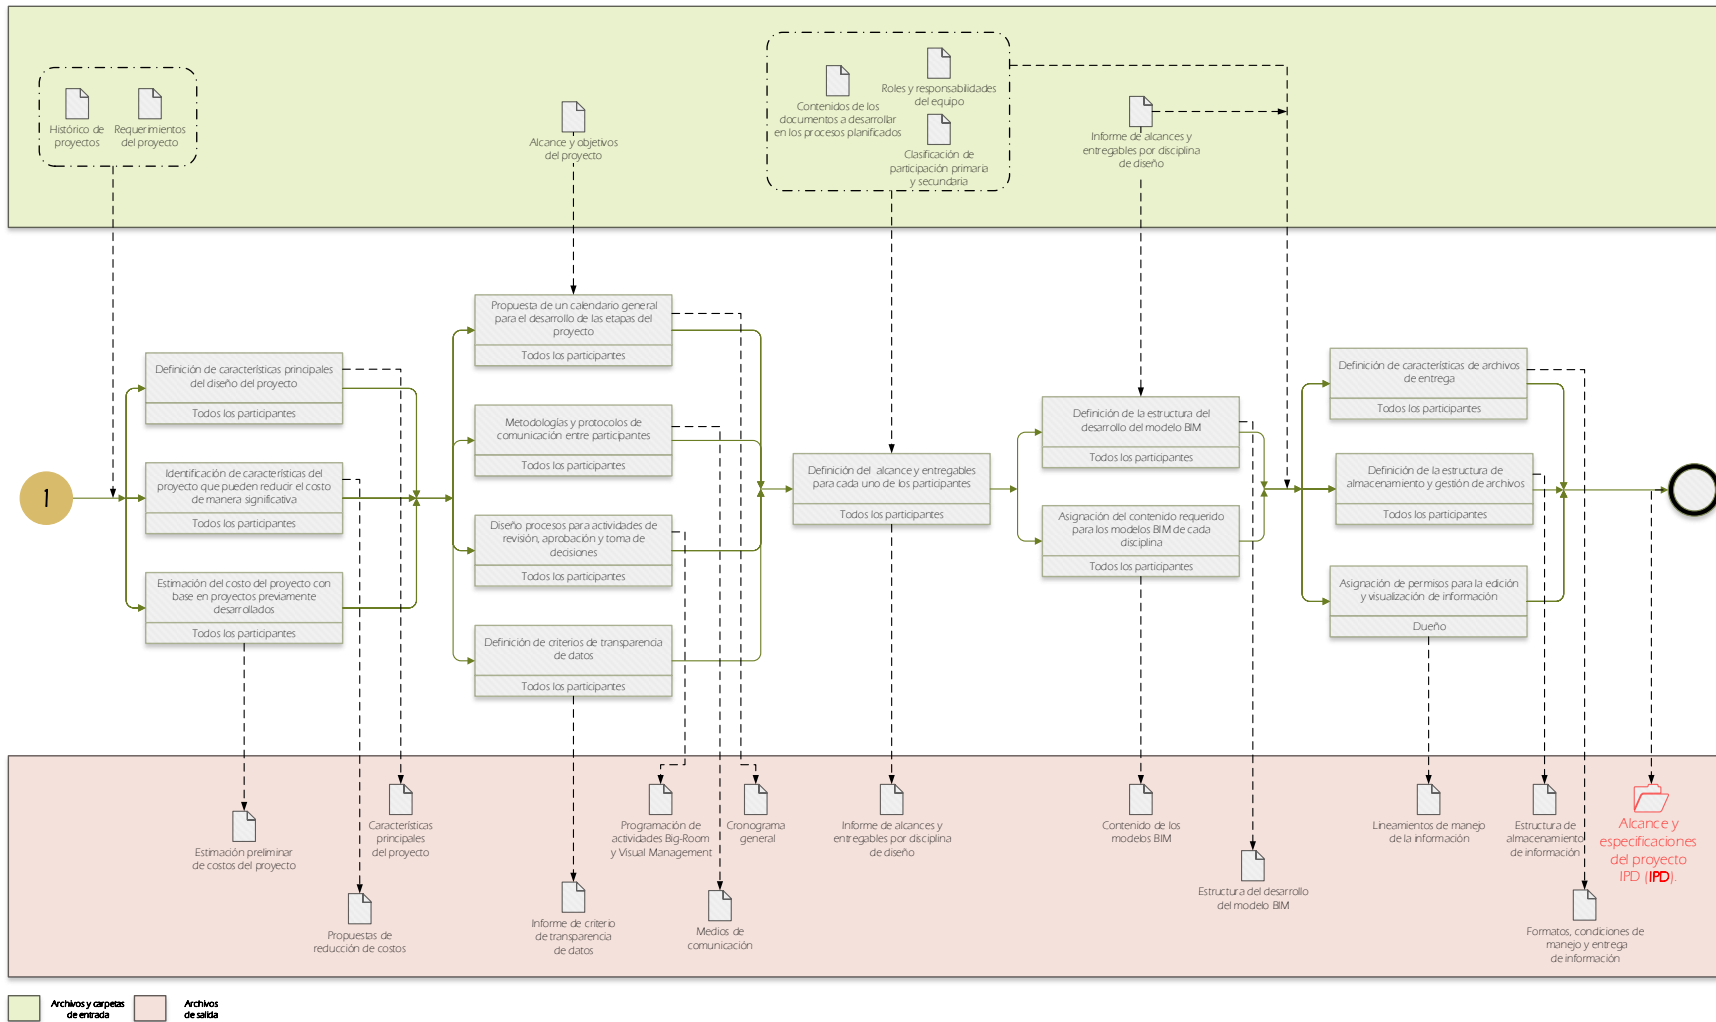 Histórico de
proyectos
Requerimientos
del proyecto
Alcance y objetivos
del proyecto
Contenidos de los
documentos a desarrollar
en los procesos planificados
Roles y responsabilidades
del equipo
Clasificación de
participación primaria
y secundaria
Informe de alcances y
entregables por disciplina
de diseño
1
Definición de características principales
del diseño del proyecto
Todos los participantes
Identificación de características del
proyecto que pueden reducir el costo
de manera significativa
Todos los participantes
Estimación del costo del proyecto con
base en proyectos previamente
desarrollados
Todos los participantes
Propuesta de un calendario general
para el desarrollo de las etapas del
proyecto
Todos los participantes
Metodologías y protocolos de
comunicación entre participantes
Todos los participantes
Diseño procesos para actividades de
revisión, aprobación y toma de
decisiones
Todos los participantes
Definición de criterios de transparencia
de datos
Todos los participantes
Definición del alcance y entregables
para cada uno de los participantes
Todos los participantes
Definición de la estructura del
desarrollo del modelo BIM
Todos los participantes
Asignación del contenido requerido
para los modelos BIM de cada
disciplina
Todos los participantes
Definición de características de archivos
de entrega
Todos los participantes
Definición de la estructura de
almacenamiento y gestión de archivos
Todos los participantes
Asignación de permisos para la edición
y visualización de información
Dueño
Estimación preliminar
de costos del proyecto
Propuestas de
reducción de costos
Características
principales
del proyecto
Informe de criterio
de transparencia
de datos
Programación de
actividades Big-Room
y Visual Management
Medios de
comunicación
Cronograma
general
Informe de alcances y
entregables por disciplina
de diseño
Contenido de los
modelos BIM
Estructura del desarrollo
del modelo BIM
Lineamientos de manejo
de la información
Estructura de
almacenamiento
de información
Formatos, condiciones de
manejo y entrega
de información
Alcance y
especificaciones
del proyecto
IPD (IPD).
Archivos y carpetas
de entrada
Archivos
de salida